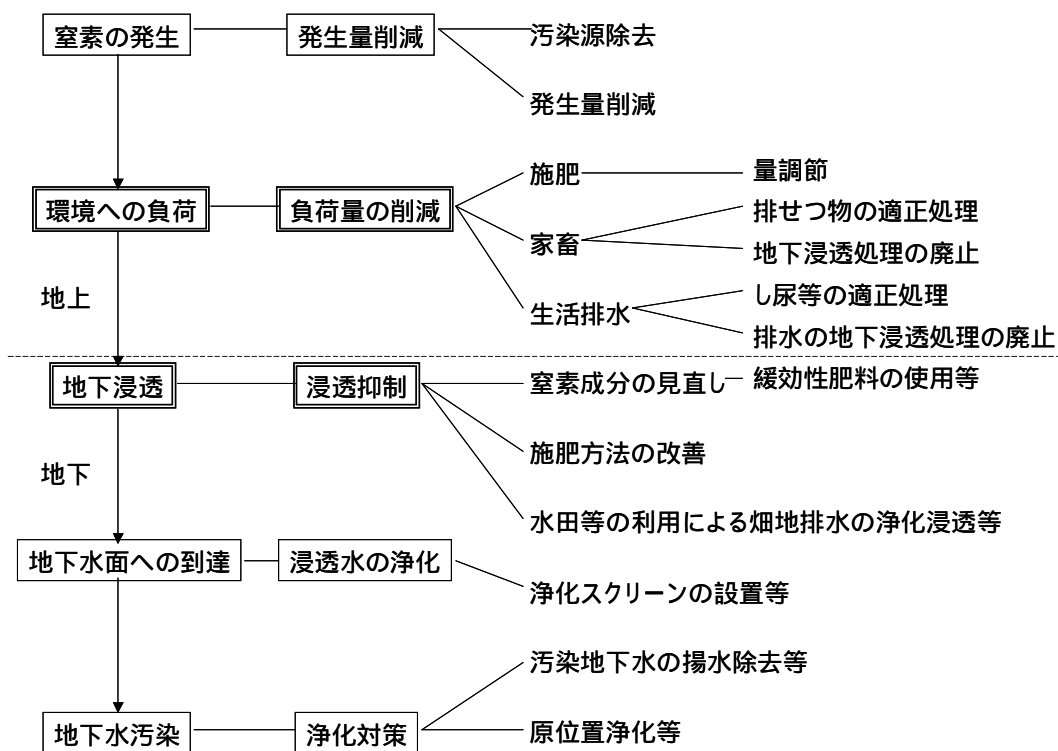 窒素の発生
発生量削減
汚染源除去
発生量削減
環境への負荷
負荷量の削減
施肥
量調節
家畜
排せつ物の適正処理
地下浸透処理の廃止
生活排水
し尿等の適正処理
排水の地下浸透処理の廃止
地上
地下浸透
浸透抑制
窒素成分の見直し
緩効性肥料の使用等
施肥方法の改善
水田等の利用による畑地排水の浄化浸透等
地下
地下水面への到達
浸透水の浄化
浄化スクリーンの設置等
地下水汚染
浄化対策
汚染地下水の揚水除去等
原位置浄化等